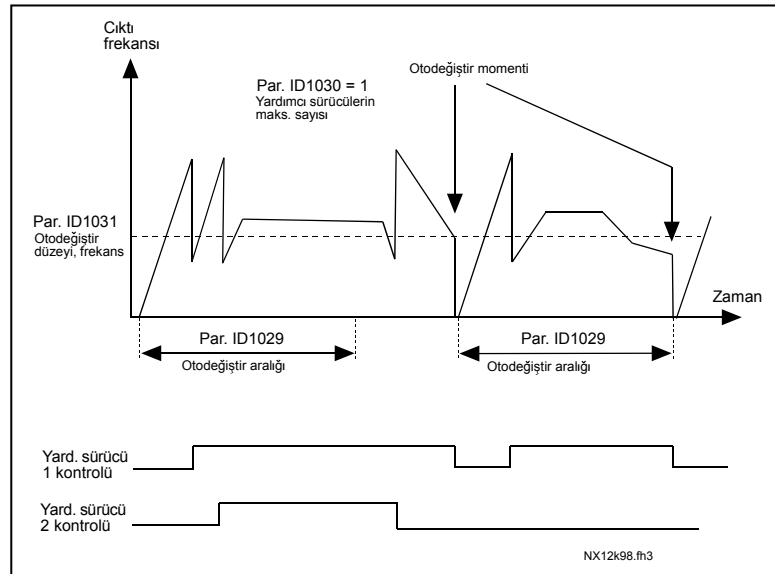 Cıktı
frekansı
Otodeğiştir momenti
Par. ID1030 = 1
Yardımcı sürücülerin
maks. sayısı
Par. ID1031
Otodeğiştir
düzeyi, frekans
Zaman
Par. ID1029
Otodeğiştir aralığı
Par. ID1029
Otodeğiştir aralığı
Yard. sürücü
1 kontrolü
Yard. sürücü
2 kontrolü
NX12k98.fh3